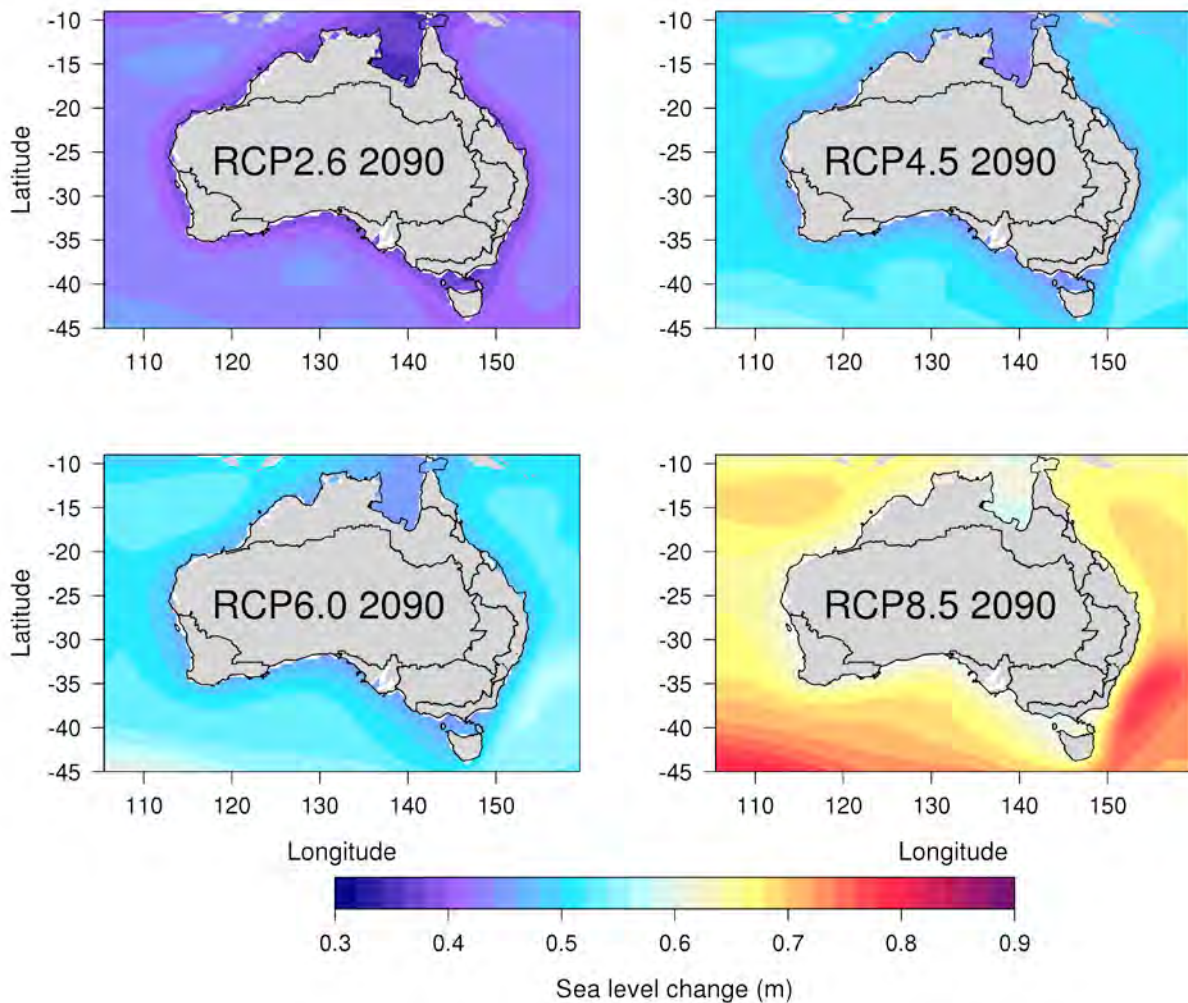 -10
-15
-20
-25
-30
-35
-40
-45
Latitude
RCP2.6 2090
110 120 130 140 150
-10
-15
-20
-25
-30
-35
-40
-45
RCP4.5 2090
110 120 130 140 150
-10
-15
-20
-25
-30
-35
-40
-45
Latitude
RCP6.0 2090
110 120 130 140 150
Longitude
-10
-15
-20
-25
-30
-35
-40
-45
RCP8.5 2090
110 120 130 140 150
Longitude
0.3 0.4 0.5 0.6 0.7 0.8 0.9
Sea level change (m)